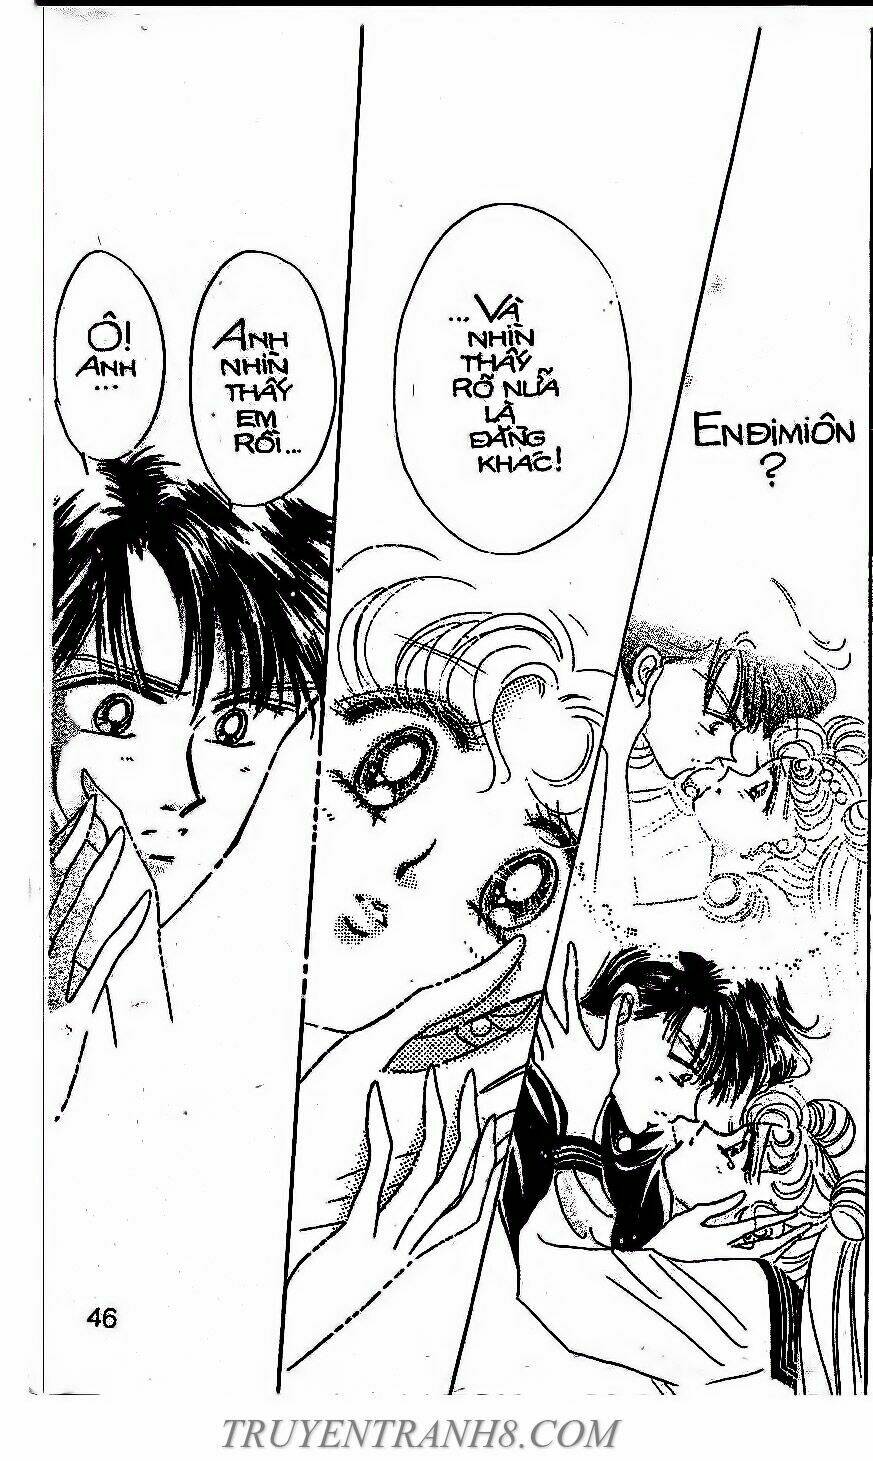 ENĐIMIÔN
?
... VÀ
NHÌN
THẤY
RÕ NỮA
LÀ
ĐẰNG
KHÁC!
ANH
NHÌN
THẤY
EM
RỒI...
Ô!
ANH
...
46
TRUYENTRANH8.COM